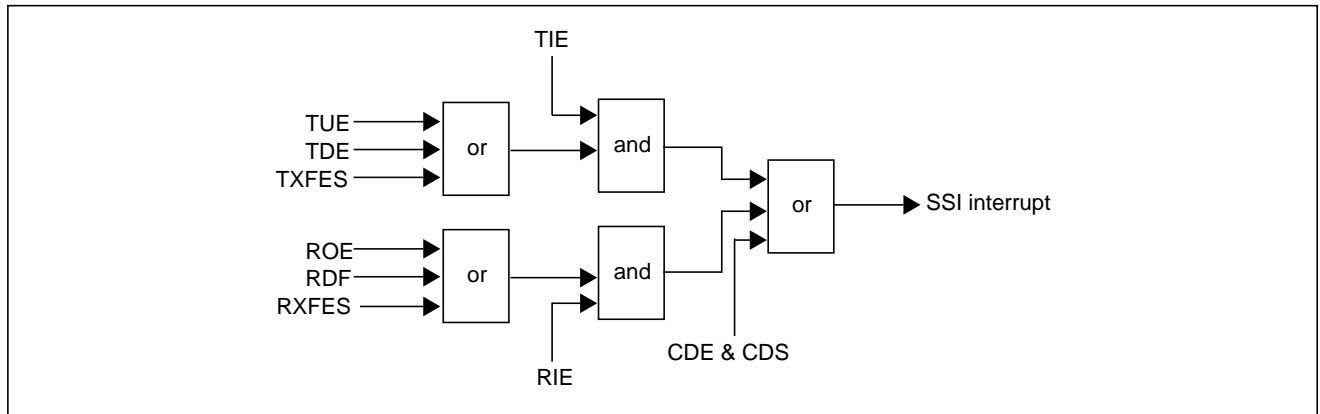 TIE
TUE
TDE
TXFES
or
and
ROE
RDF
RXFES
or
and
RIE
or
CDE & CDS
SSI interrupt